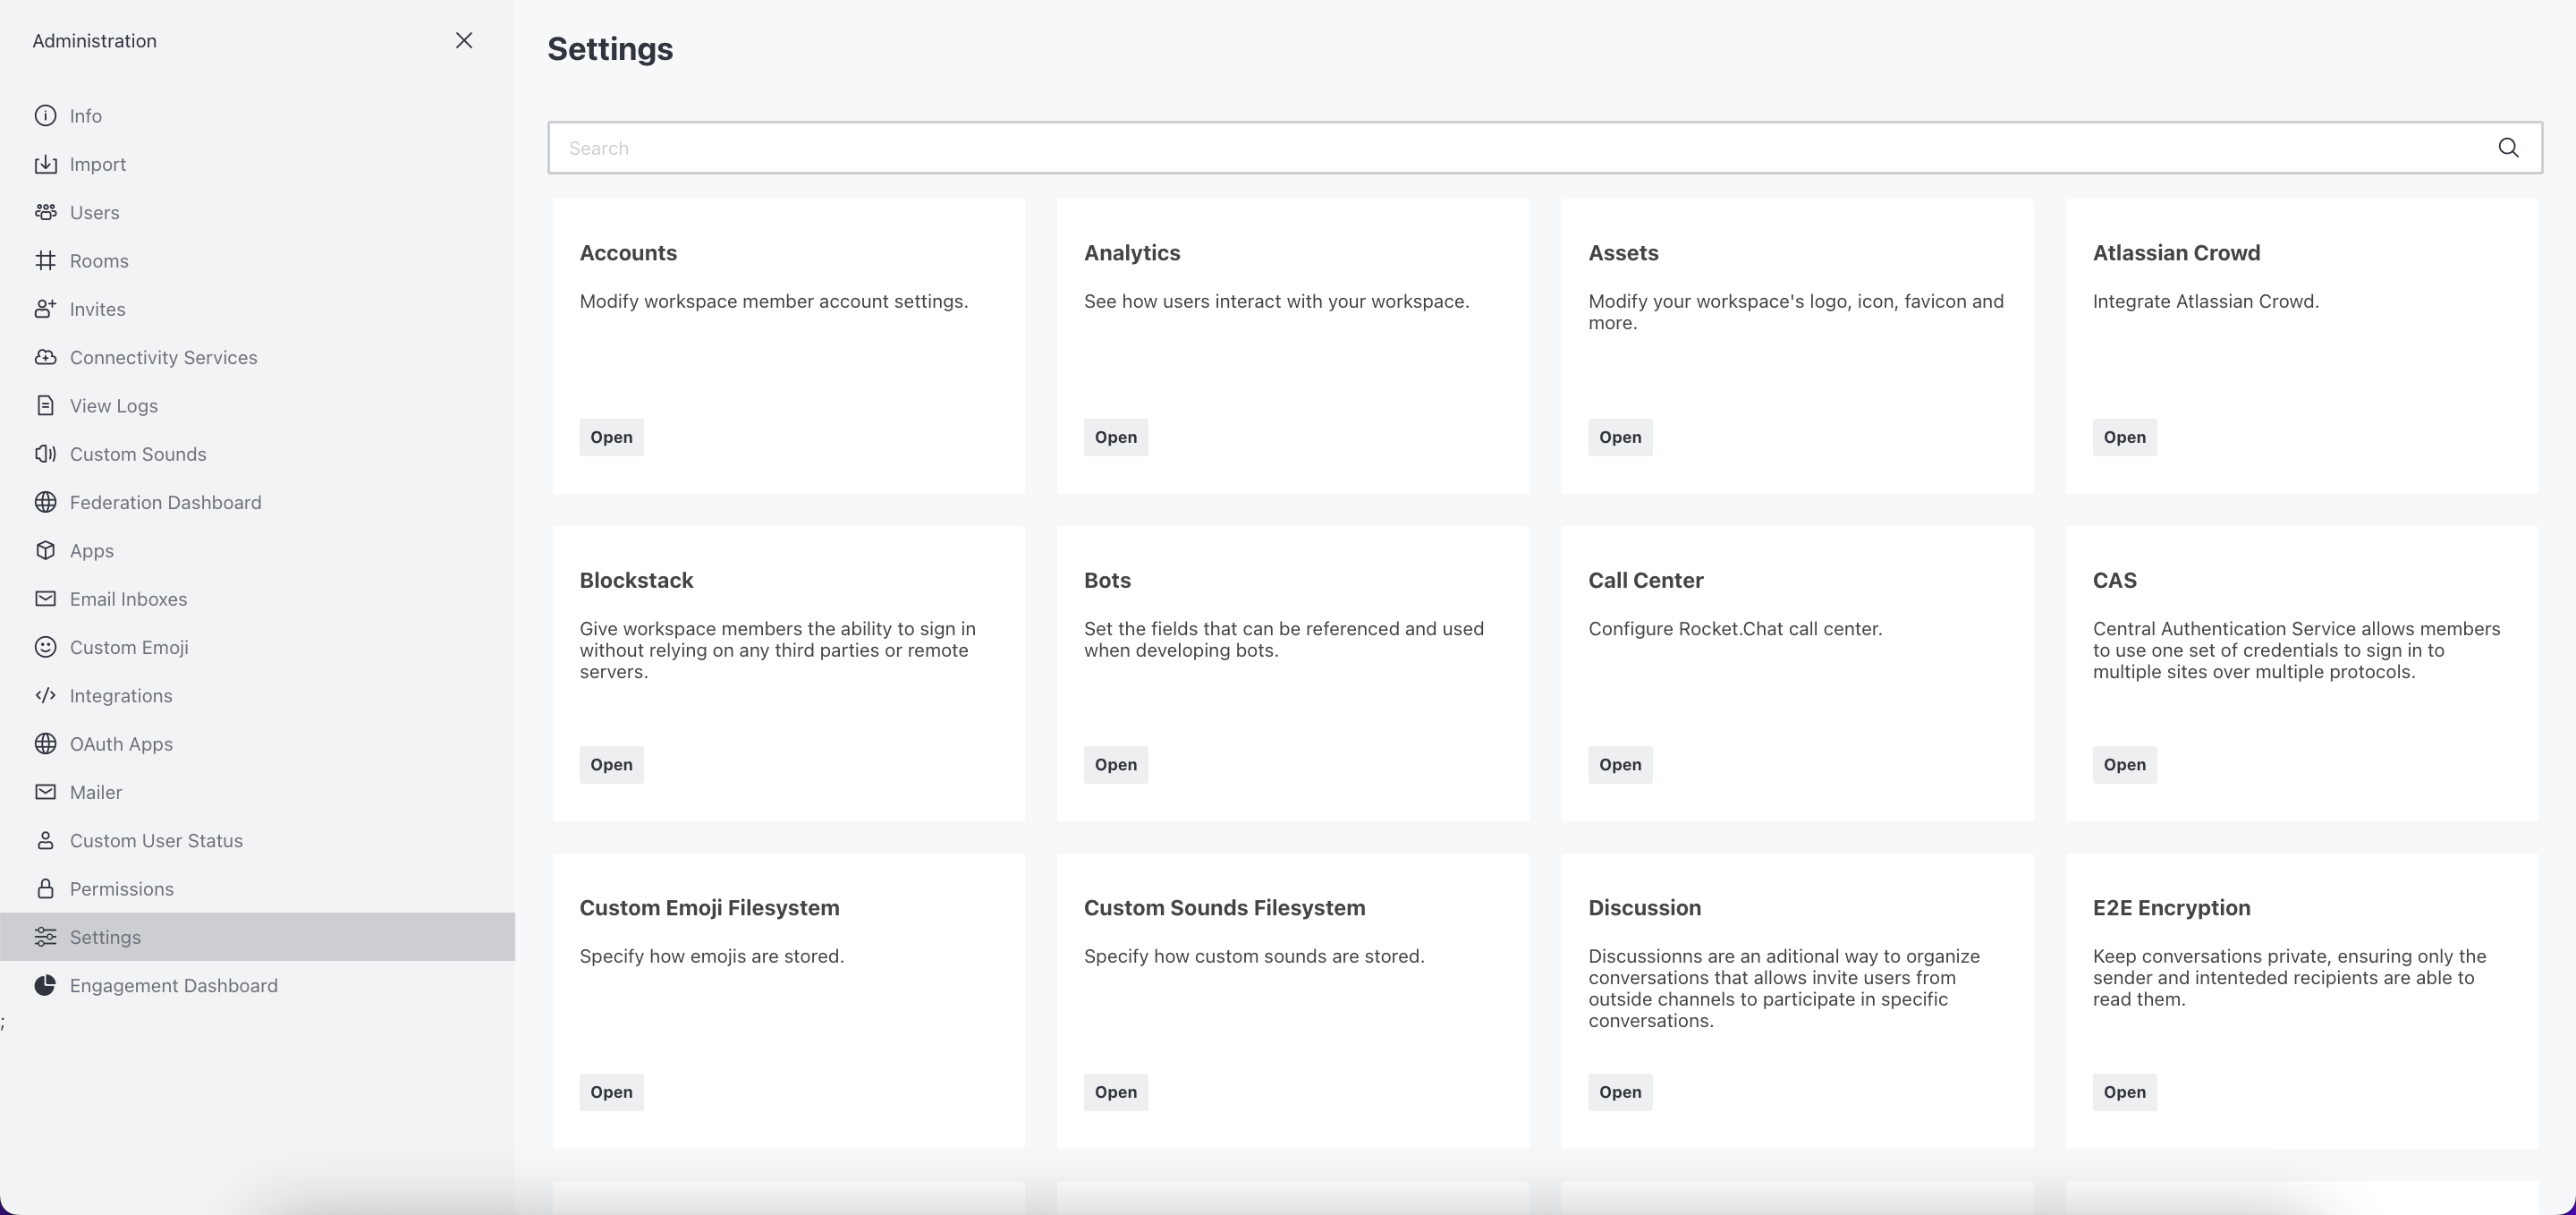 Administration
Info
Import
Users
Rooms
Invites
Connectivity Services
View Logs
Custom Sounds
Federation Dashboard
Apps
Email Inboxes
Custom Emoji
Integrations
OAuth Apps
Mailer
Custom User Status
Permissions
Settings
Engagement Dashboard
;
Settings
Search
Accounts
Modify workspace member account settings.
Open
Analytics
See how users interact with your workspace.
Open
Assets
Modify your workspace's logo, icon, favicon and
more.
Open
Atlassian Crowd
Integrate Atlassian Crowd.
Open
Blockstack
Give workspace members the ability to sign in
without relying on any third parties or remote
servers.
Open
Bots
Set the fields that can be referenced and used
when developing bots.
Open
Call Center
Configure Rocket.Chat call center.
Open
CAS
Central Authentication Service allows members
to use one set of credentials to sign in to
multiple sites over multiple protocols.
Open
Custom Emoji Filesystem
Specify how emojis are stored.
Open
Custom Sounds Filesystem
Specify how custom sounds are stored.
Open
Discussion
Discussionns are an aditional way to organize
conversations that allows invite users from
outside channels to participate in specific
conversations.
Open
E2E Encryption
Keep conversations private, ensuring only the
sender and intenteded recipients are able to
read them.
Open